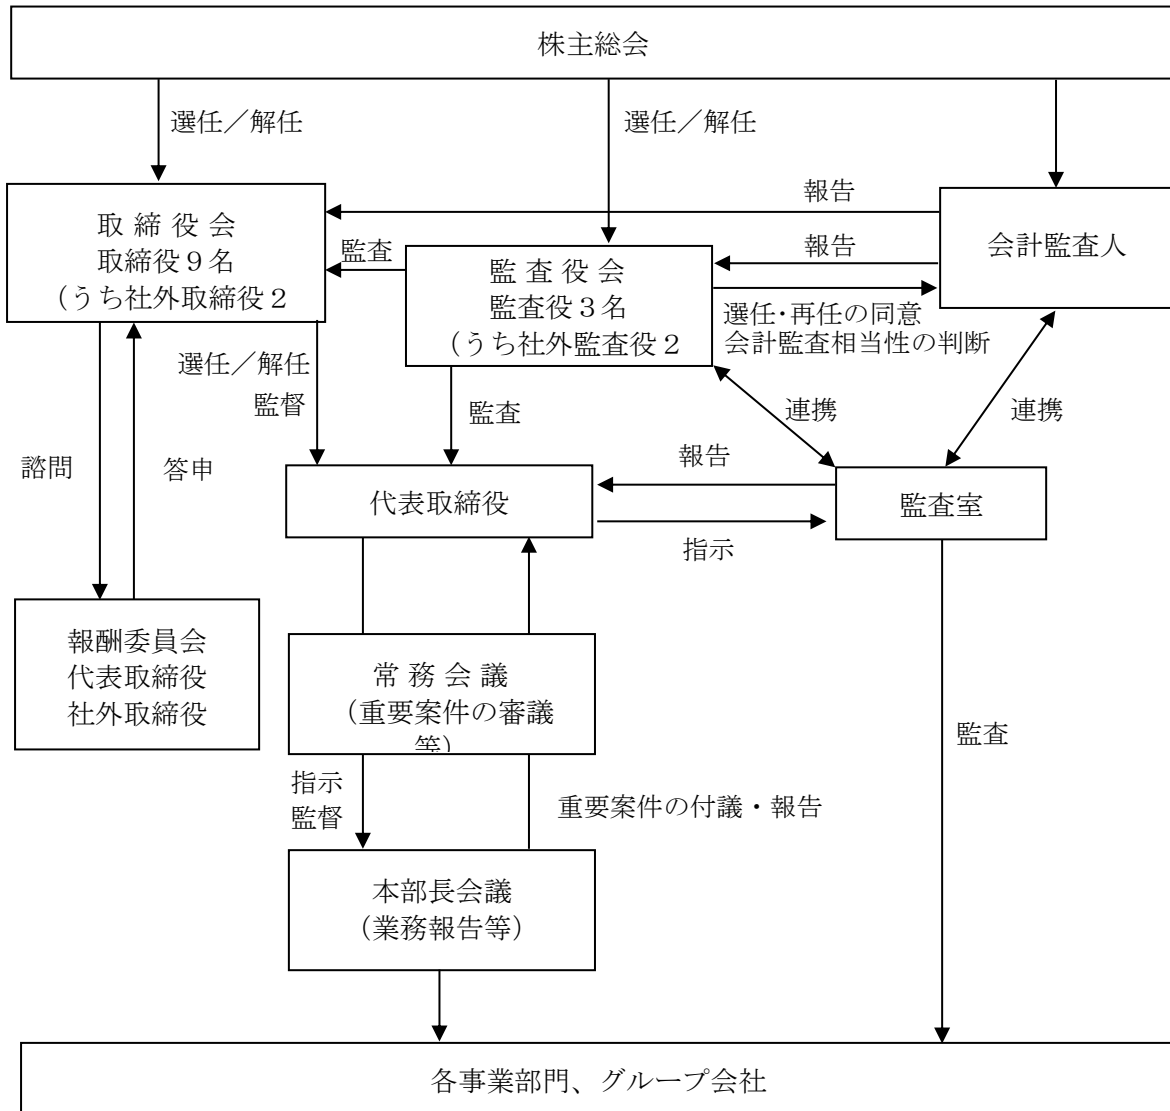 株主総会
選任／解任
選任／解任
報告
取 締 役 会
取締役９名
（うち社外取締役２
監査
監 査 役 会
監査役３名
（うち社外監査役２
報告
会計監査人
選任･再任の同意
会計監査相当性の判断
選任／解任
監督
監査
連携
連携
諮問
答申
報告
代表取締役
監査室
指示
報酬委員会
代表取締役
社外取締役
常 務 会 議
（重要案件の審議
等）
監査
指示
監督
重要案件の付議・報告
本部長会議
（業務報告等）
各事業部門、グループ会社